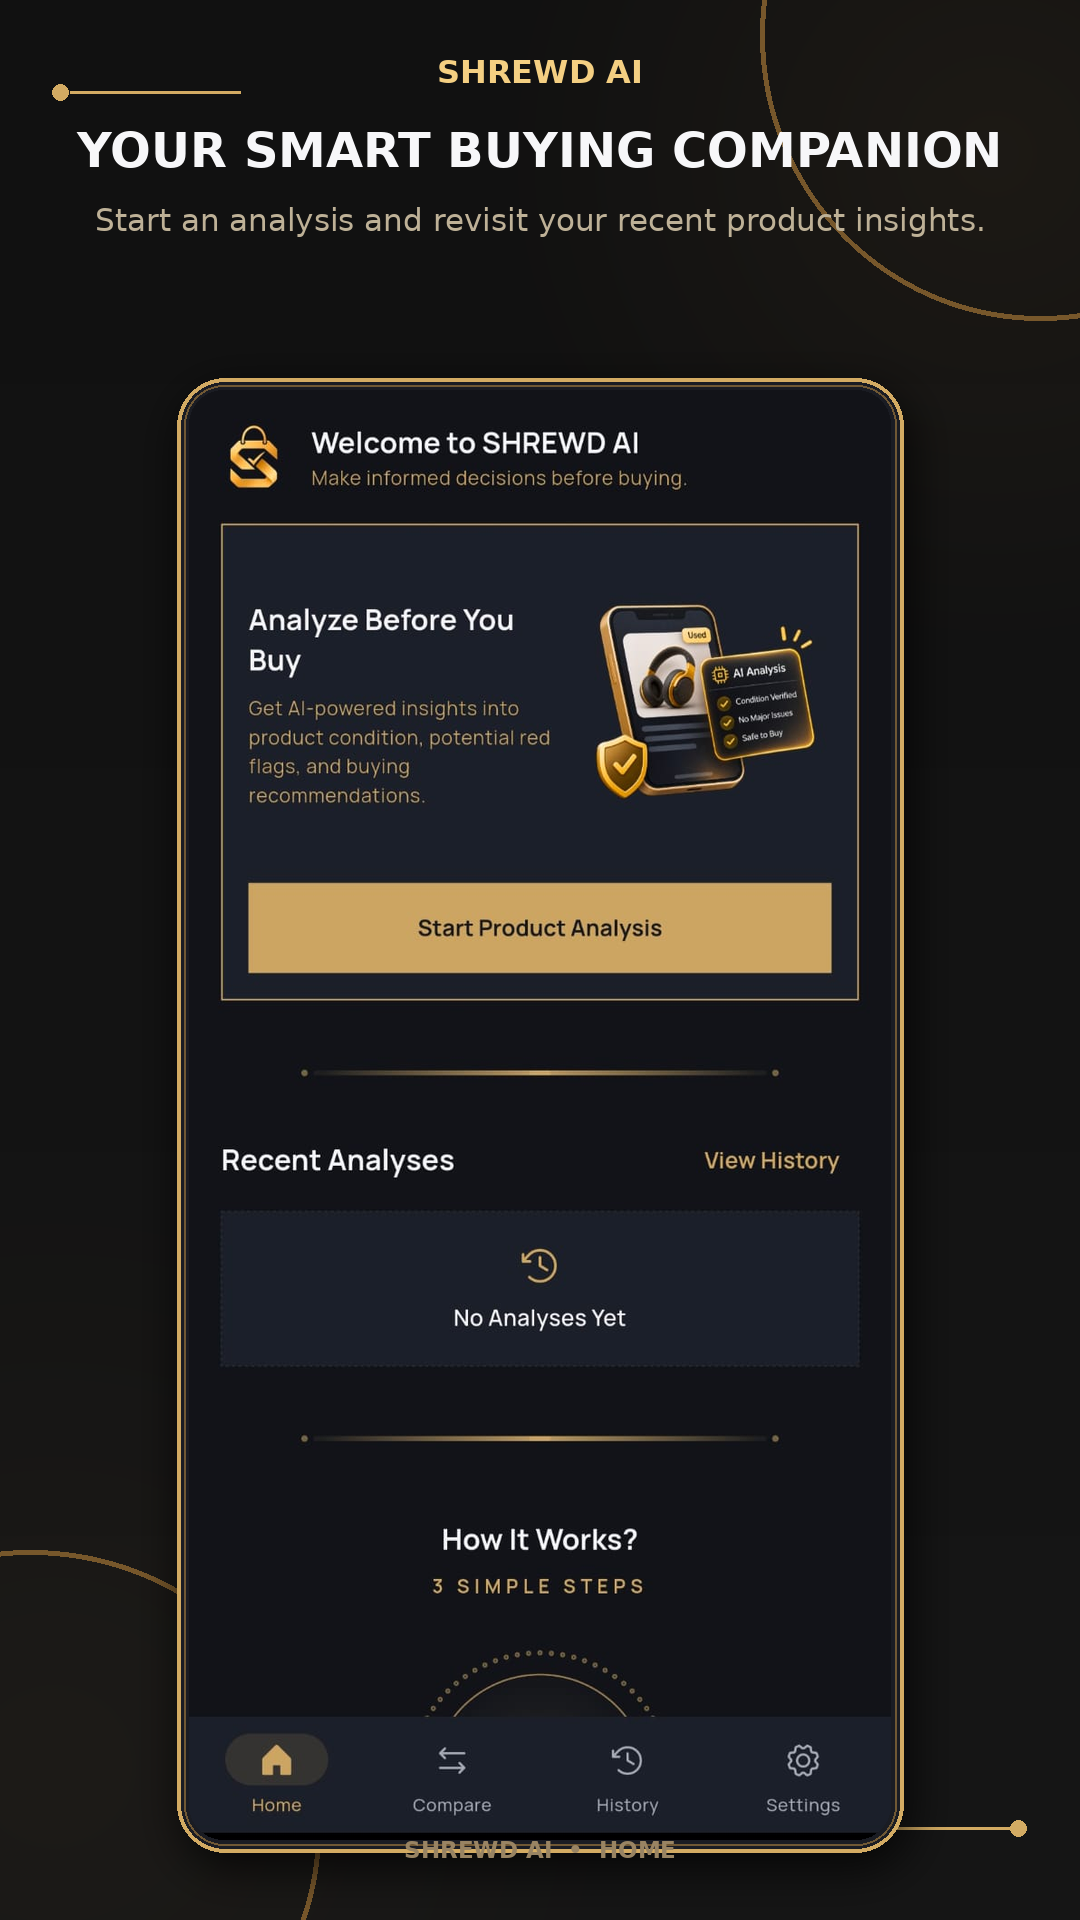 SHREWD AI
YOUR SMART BUYING COMPANION
Start an analysis and revisit your recent product insights.
Welcome to SHREWD AI
Make informed decisions before buying.
Analyze Before You
Buy
Get AI-powered insights into
product condition, potential red
flags, and buying
recommendations.
Used
AI Analysis
Condition Verified
No Major Issues
Safe to Buy
Start Product Analysis
Recent Analyses
View History
No Analyses Yet
How It Works?
3 SIMPLE STEPS
Home
Compare
History
Settings
SHREWD AI • HOME